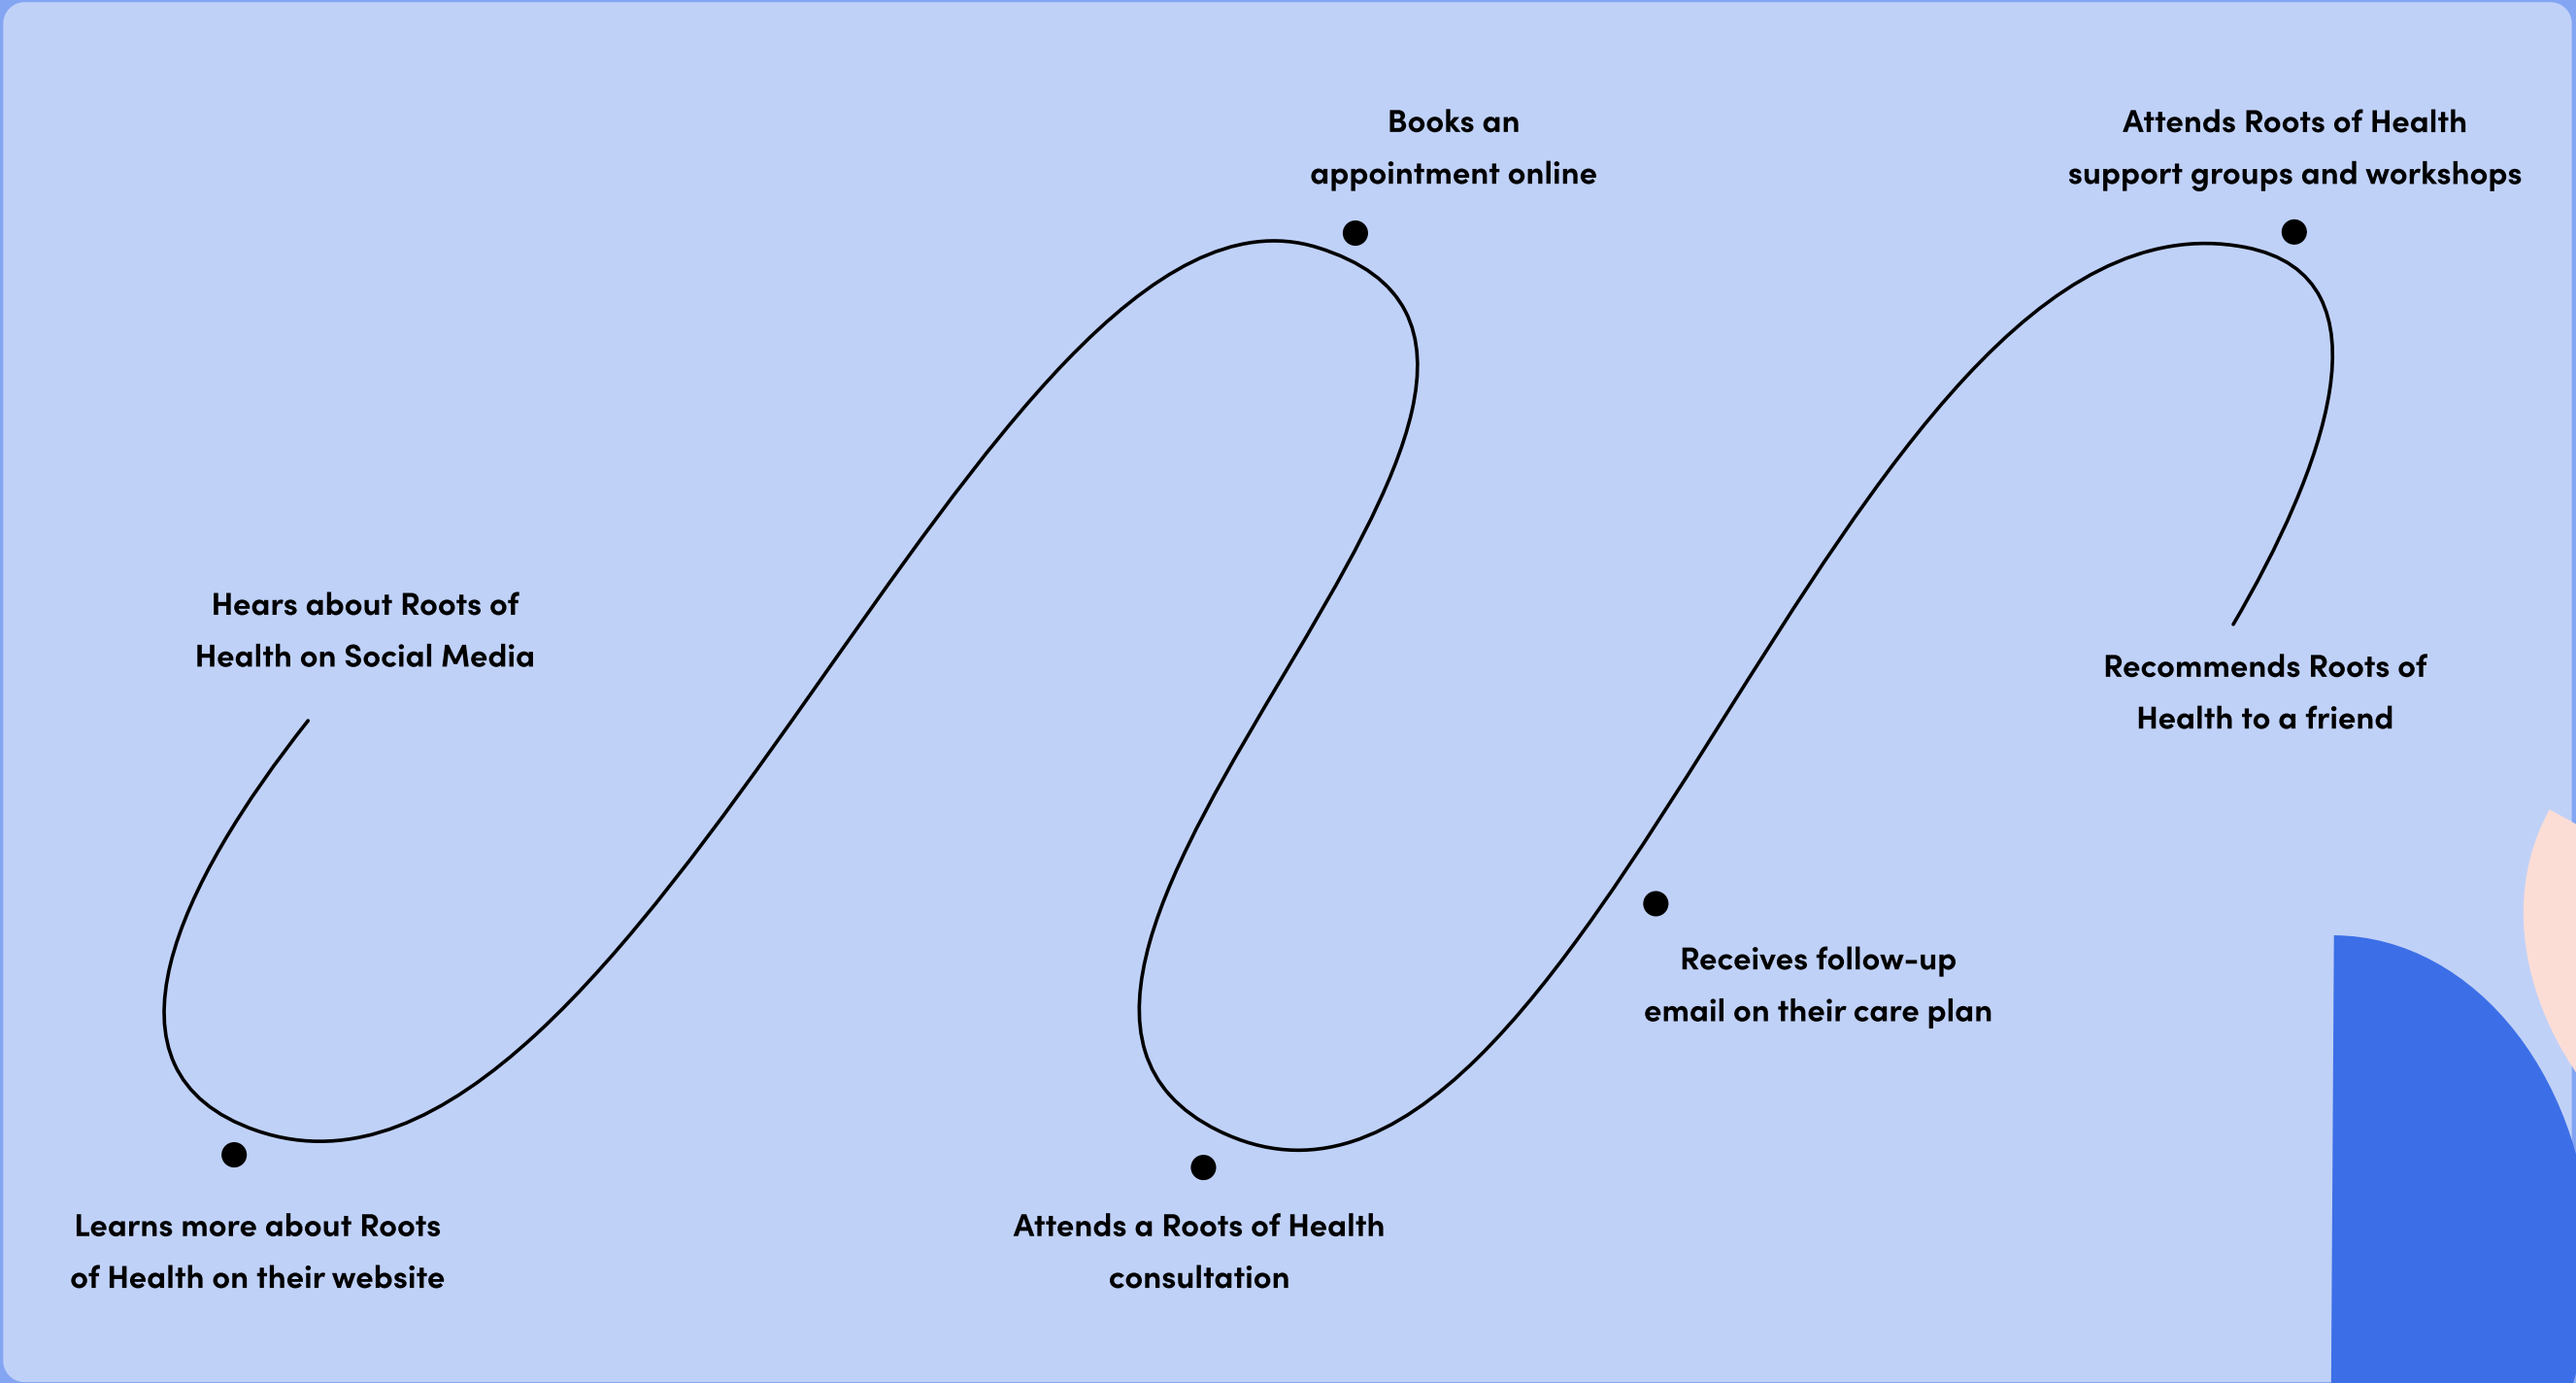 Hears about Roots of
Health on Social Media
Learns more about Roots
of Health on their website
Books an
appointment online
Attends a Roots of Health
consultation
Receives follow-up
email on their care plan
Attends Roots of Health
support groups and workshops
Recommends Roots of
Health to a friend